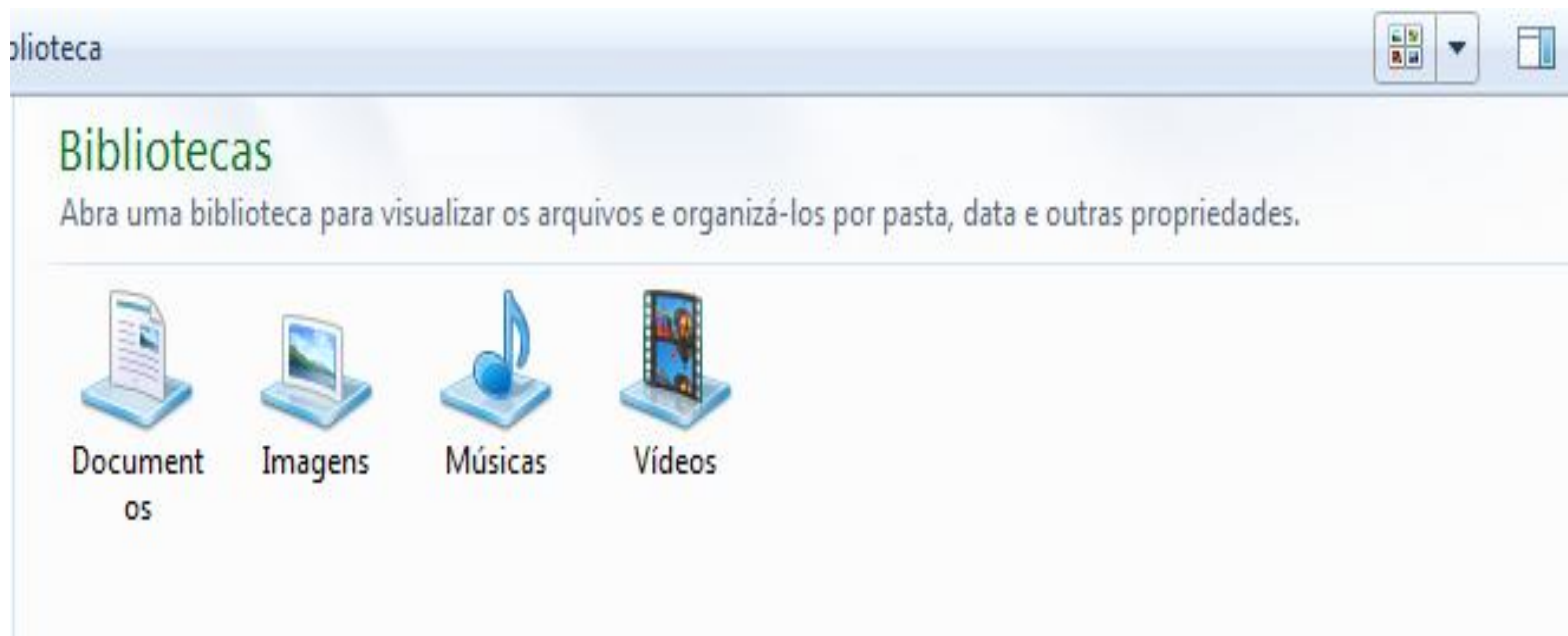 blioteca
Bibliotecas
Abra uma biblioteca para visualizar os arquivos e organizá-los por pasta, data e outras propriedades.
Document
os
Imagens
Músicas
Vídeos